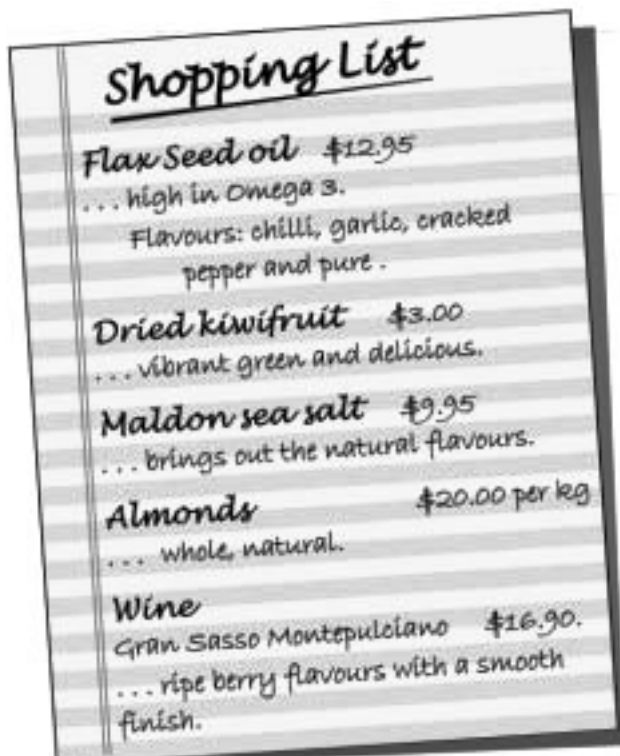 Shopping List
Flax Seed oil $12.95
. . . high in Omega 3.
Flavours: chilli, garlic, cracked
pepper and pure .
Dried kiwifruit $3.00
. . . vibrant green and delicious.
Maldon sea salt $9.95
. . . brings out the natural flavours.
Almonds $20.00 per kg
. . . whole, natural.
Wine
Gran Sasso Montepulciano $16.90.
. . . ripe berry flavours with a smooth
finish.